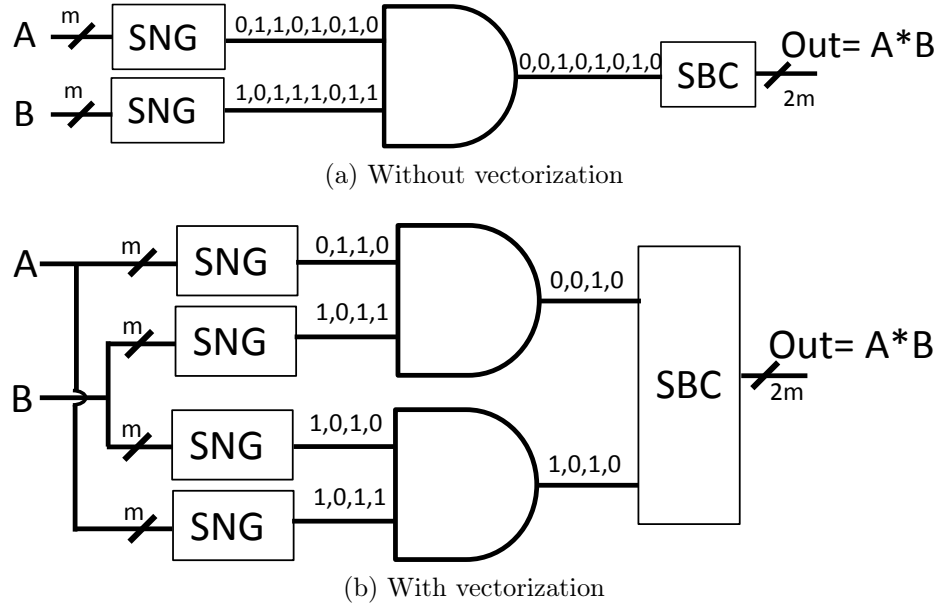 A
m
SNG
0,1,1,0,1,0,1,0
B
m
SNG
1,0,1,1,1,0,1,1
0,0,1,0,1,0,1,0
SBC
Out= A*B
2m
(a) Without vectorization
A
m
SNG
0,1,1,0
m
SNG
1,0,1,1
0,0,1,0
B
m
SNG
1,0,1,0
m
SNG
1,0,1,1
1,0,1,0
SBC
Out= A*B
2m
(b) With vectorization